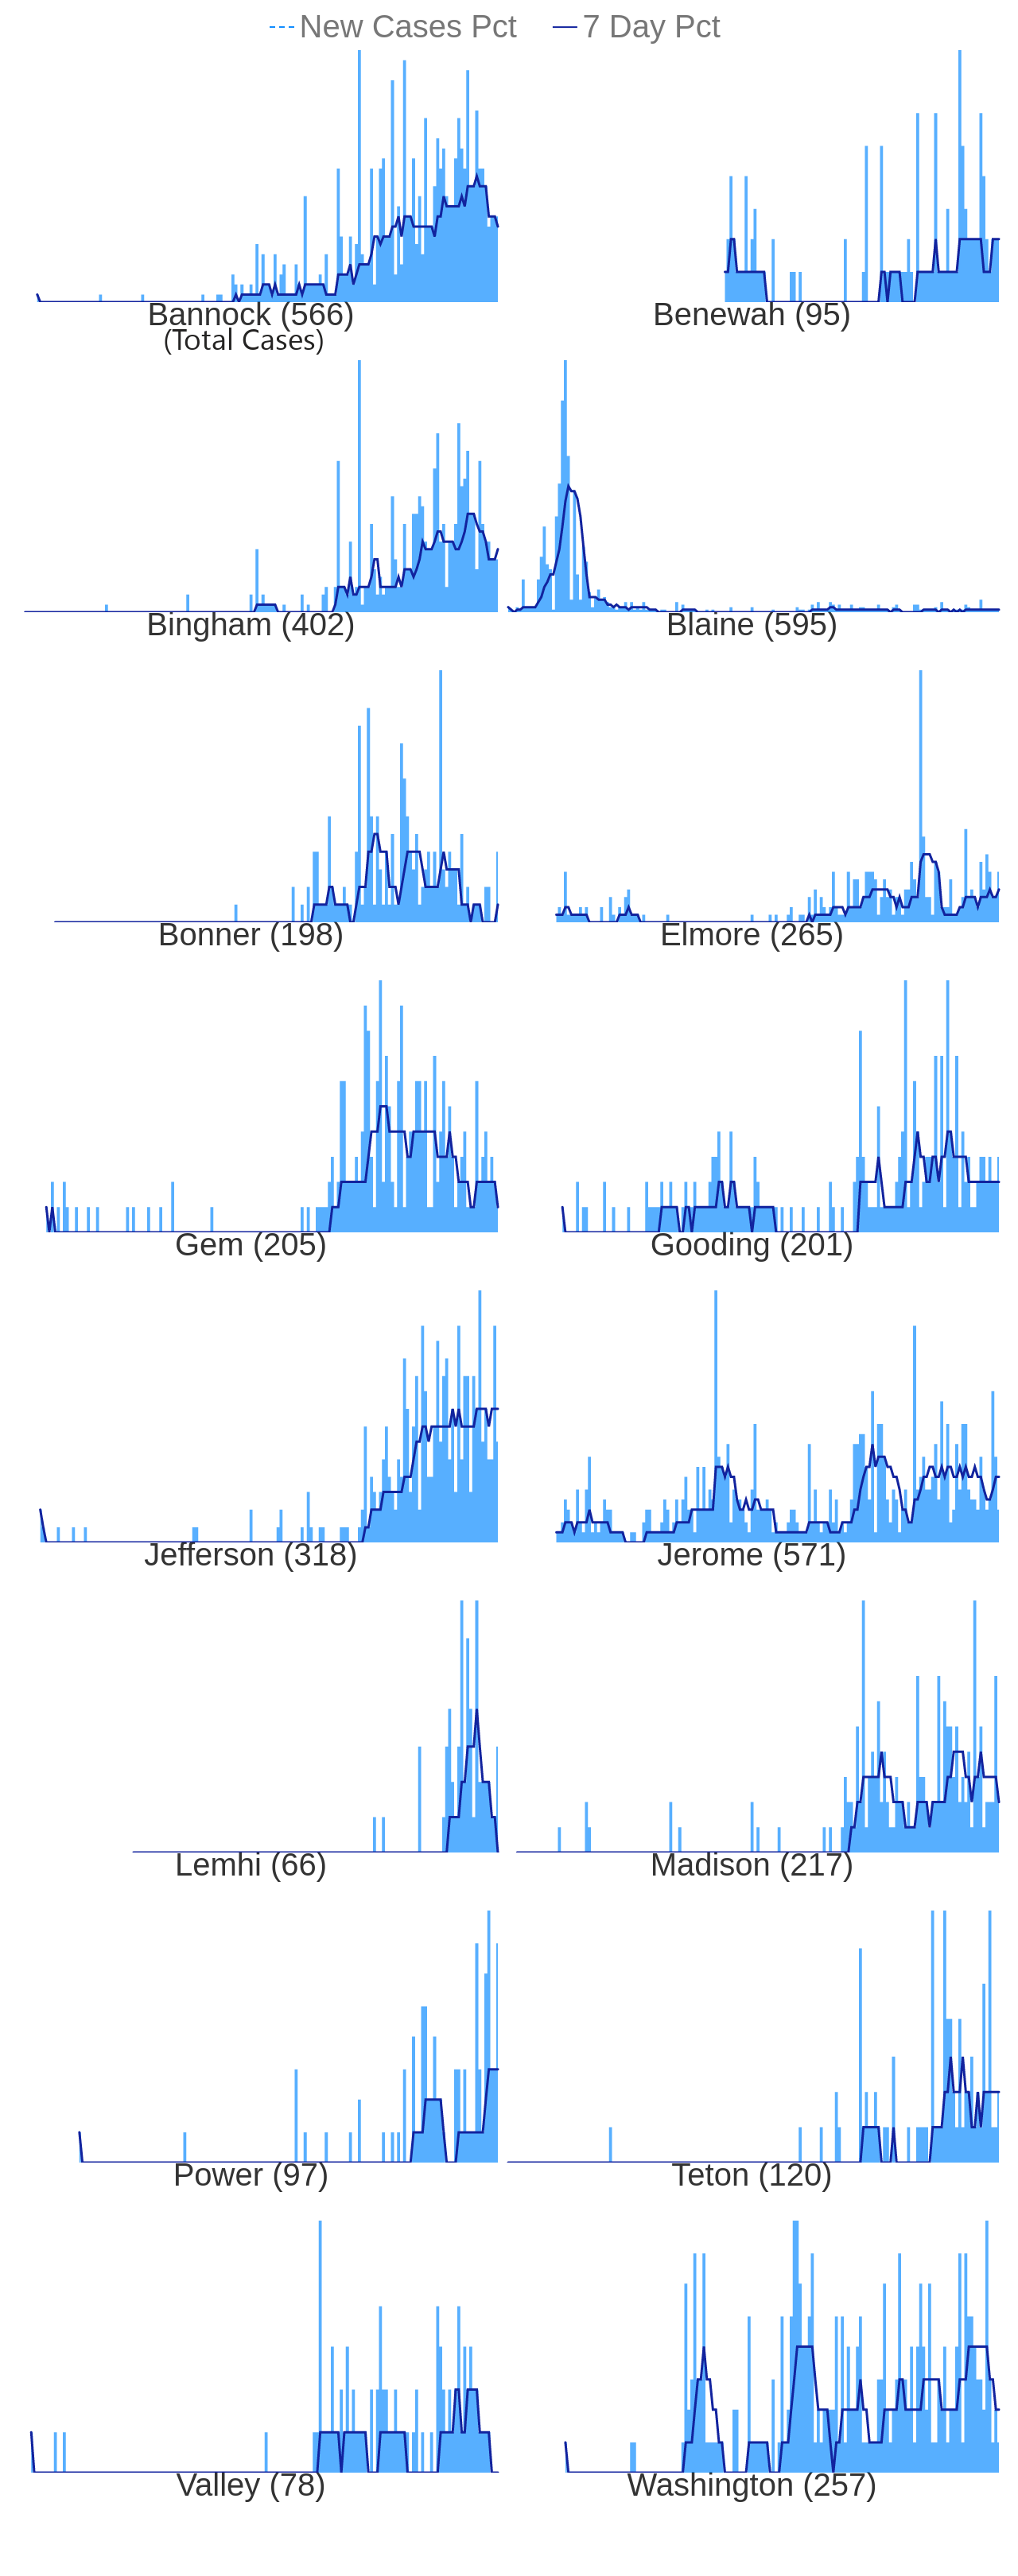 New Cases Pct 7 Day Pct
Bannock (566) Benewah (95)
(Total Cases)
Bingham (402) Blaine (595)
Bonner (198) Elmore (265)
Gem (205) Gooding (201)
Jefferson (318) Jerome (571)
Lemhi (66) Madison (217)
Power (97) Teton (120)
Valley (78) Washington (257)